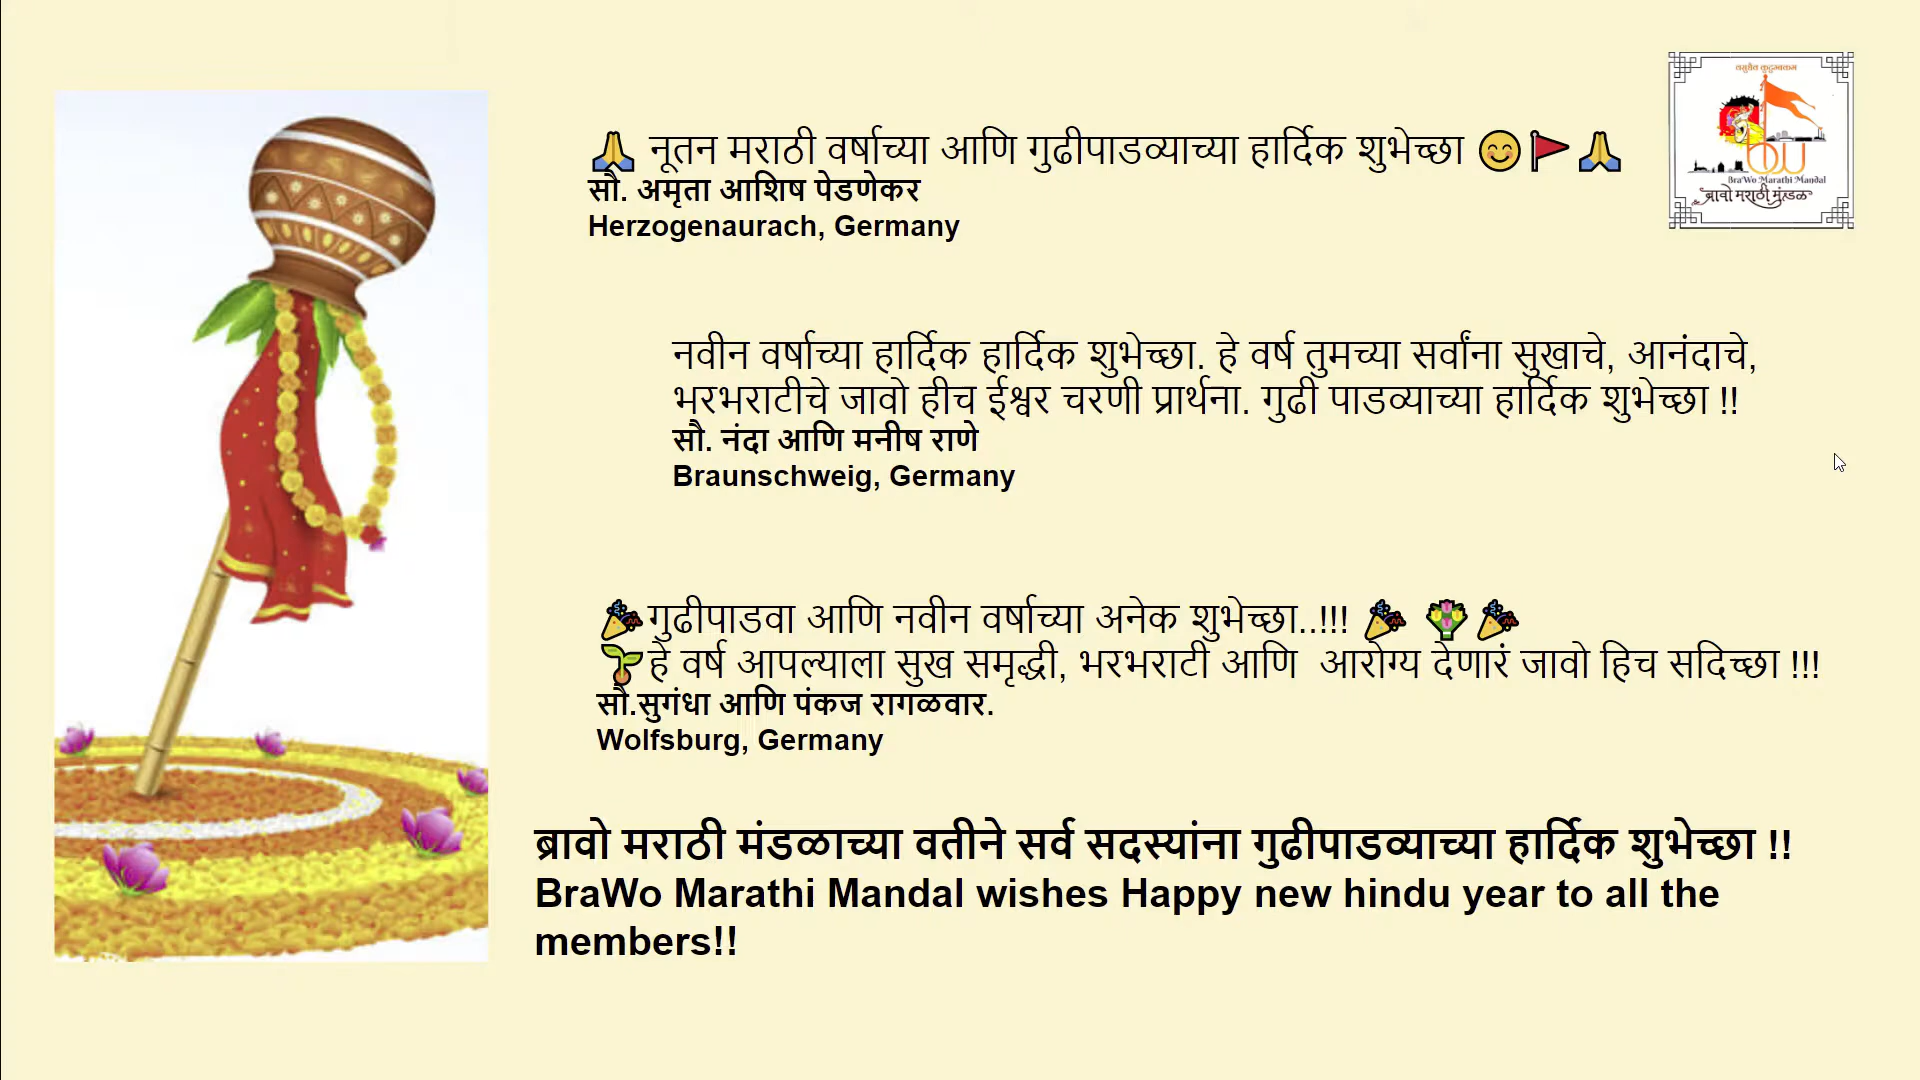 🙏 नूतन मराठी वर्षाच्या आणि गुढीपाडव्याच्या हार्दिक शुभेच्छा 😊🚩🙏
सौ. अमृता आशिष पेडणेकर
Herzogenaurach, Germany
नवीन वर्षाच्या हार्दिक हार्दिक शुभेच्छा. हे वर्ष तुमच्या सर्वांना सुखाचे, आनंदाचे,
भरभराटीचे जावो हीच ईश्वर चरणी प्रार्थना. गुढी पाडव्याच्या हार्दिक शुभेच्छा !!
सौ. नंदा आणि मनीष राणे
Braunschweig, Germany
🎉गुढीपाडवा आणि नवीन वर्षाच्या अनेक शुभेच्छा..!!! 🎉 💐🎉
🌱हे वर्ष आपल्याला सुख समृद्धी, भरभराटी आणि  आरोग्य देणारं जावो हिच सदिच्छा !!!
सौ.सुगंधा आणि पंकज रागळवार.
Wolfsburg, Germany
ब्रावो मराठी मंडळाच्या वतीने सर्व सदस्यांना गुढीपाडव्याच्या हार्दिक शुभेच्छा !!
BraWo Marathi Mandal wishes Happy new hindu year to all the
members!!
BraWo Marathi Mandal
ब्रावो मराठी मंडळ